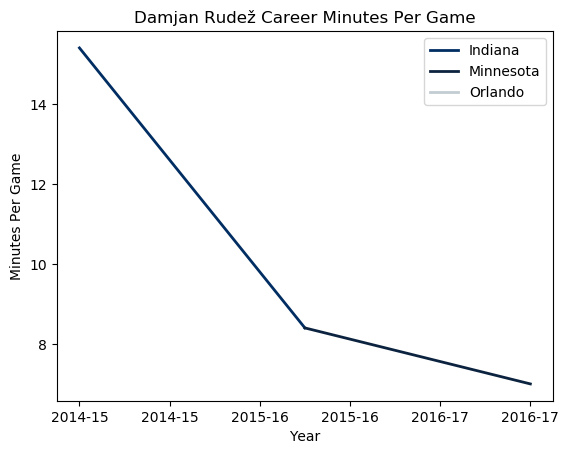 Damjan Rudež Career Minutes Per Game
Indiana
Minnesota
Orlando
14
12
10
8
Minutes Per Game
2014-15 2014-15 2015-16 2015-16 2016-17 2016-17
Year